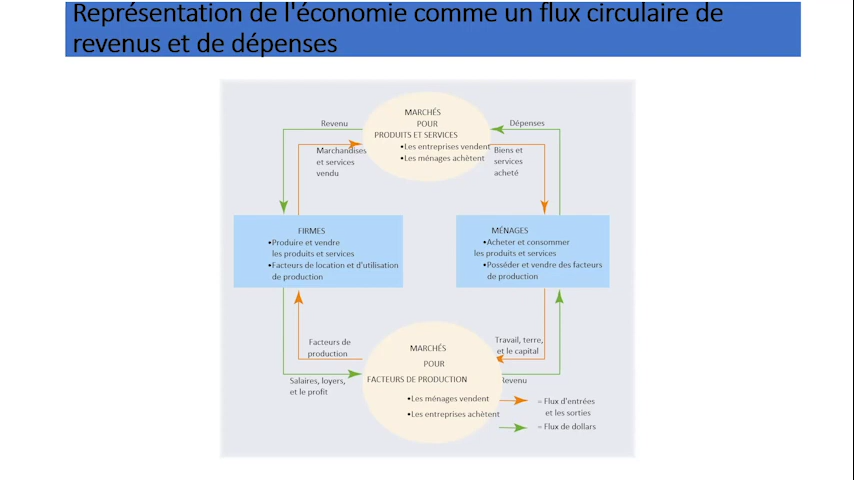 Représentation de l'économie comme un flux circulaire de
revenus et de dépenses
MARCHÉS
POUR
PRODUITS ET SERVICES
•Les entreprises vendent
•Les ménages achètent
Revenu
Dépenses
Marchandises
et services
vendu
Biens et
services
acheté
FIRMES
•Produire et vendre
les produits et services
•Facteurs de location et d'utilisation
de production
MÉNAGES
•Acheter et consommer
les produits et services
•Posséder et vendre des facteurs
de production
Facteurs de
production
Travail, terre,
et le capital
MARCHÉS
POUR
FACTEURS DE PRODUCTION
•Les ménages vendent
•Les entreprises achètent
Salaires, loyers,
et le profit
Revenu
= Flux d'entrées
et les sorties
= Flux de dollars